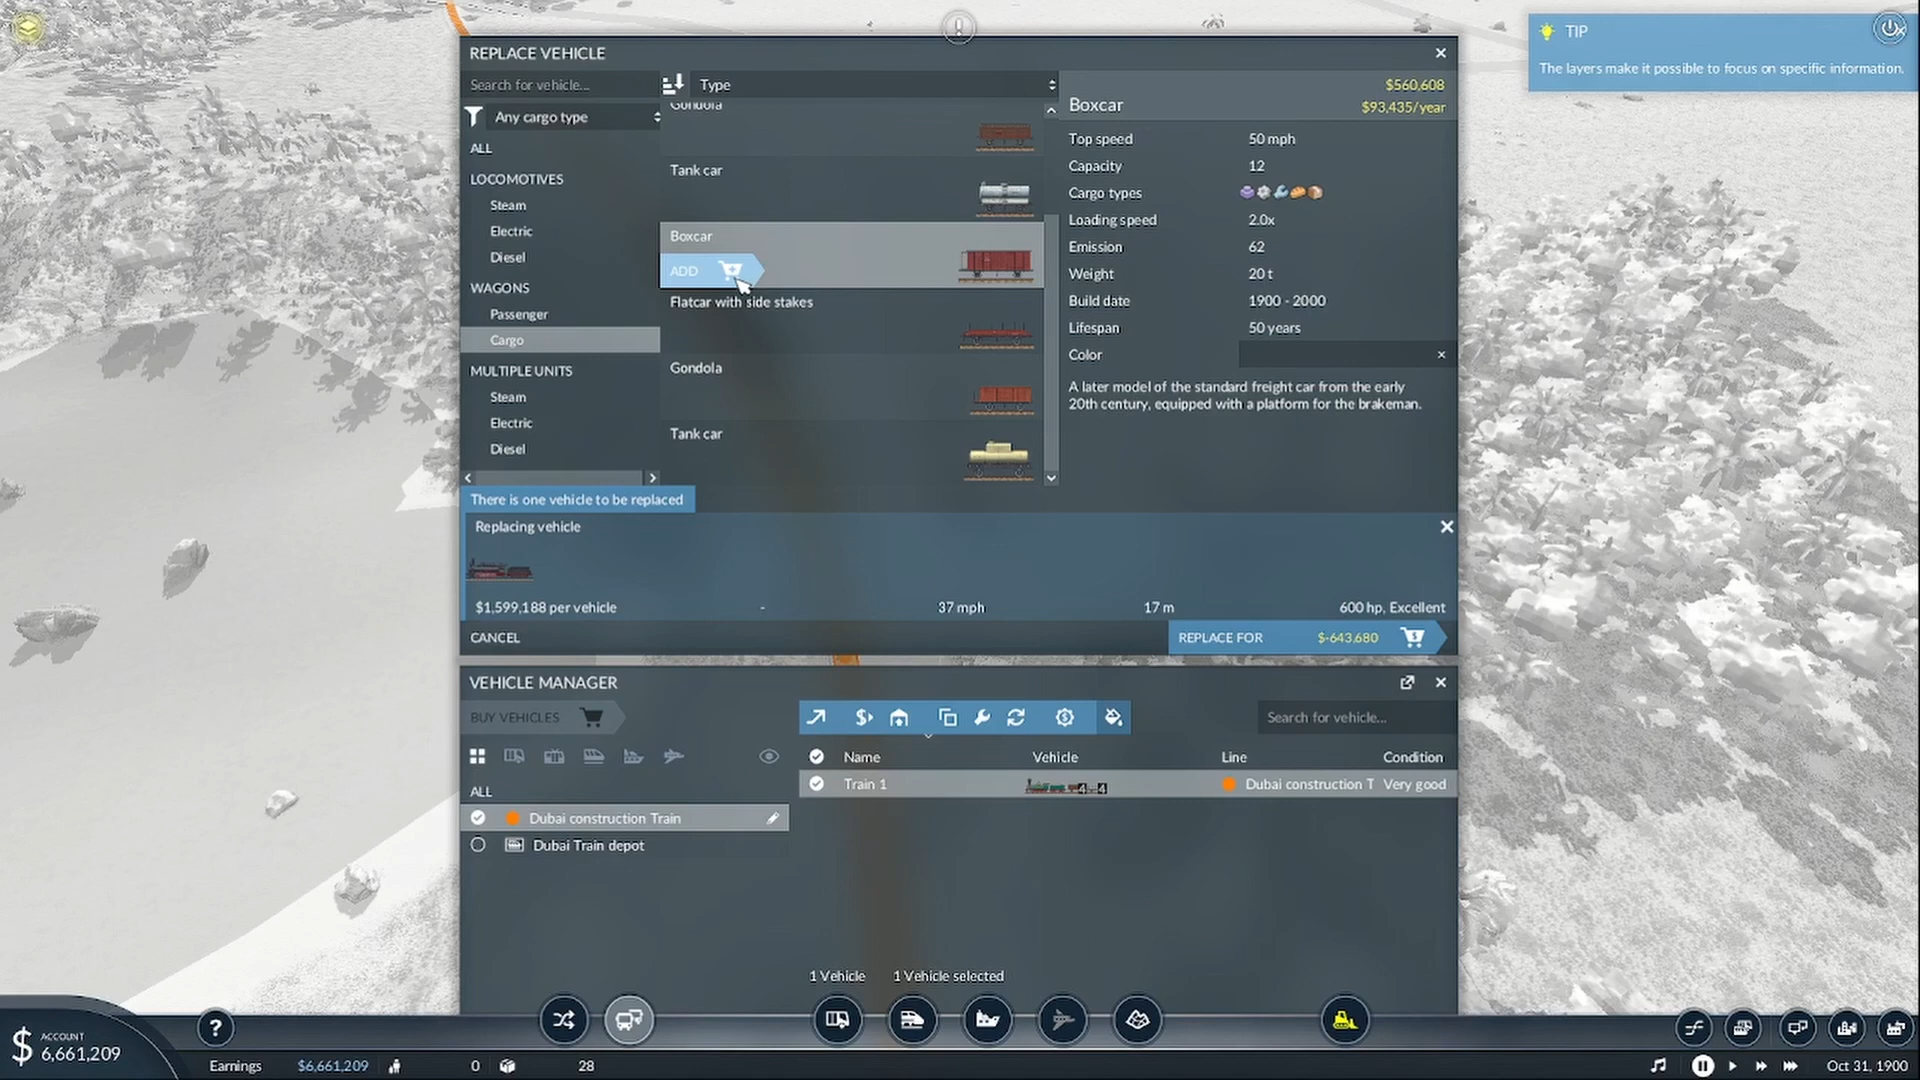 REPLACE VEHICLE
Search for vehicle...
Type
Any cargo type
ALL
LOCOMOTIVES
Steam
Electric
Diesel
WAGONS
Passenger
Cargo
MULTIPLE UNITS
Steam
Electric
Diesel
Gondola
Tank car
Boxcar
ADD
Flatcar with side stakes
Gondola
Tank car
$560,608
Boxcar
$93,435/year
Top speed 50 mph
Capacity 12
Cargo types
Loading speed 2.0x
Emission 62
Weight 20 t
Build date 1900 - 2000
Lifespan 50 years
Color
A later model of the standard freight car from the early
20th century, equipped with a platform for the brakeman.
There is one vehicle to be replaced
Replacing vehicle
$1,599,188 per vehicle - 37 mph 17 m 600 hp, Excellent
CANCEL
REPLACE FOR $-643,680
VEHICLE MANAGER
BUY VEHICLES
Search for vehicle...
Name Vehicle Line Condition
Train 1 4 4 Dubai construction T Very good
ALL
Dubai construction Train
Dubai Train depot
1 Vehicle 1 Vehicle selected
TIP
The layers make it possible to focus on specific information.
?
$ ACCOUNT
6,661,209
Earnings $6,661,209 0 28
Oct 31, 1900